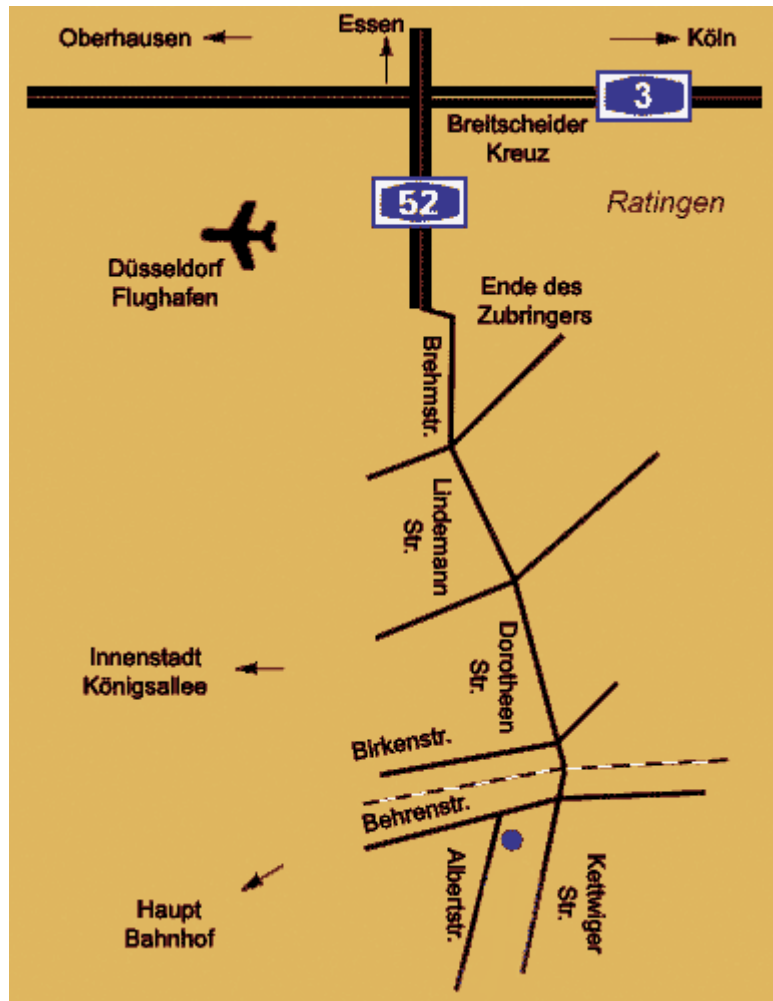 Essen
Oberhausen
Köln
3
Breitscheider
Kreuz
52
Ratingen
Düsseldorf
Flughafen
Ende des
Zubringers
Brehmstr.
Lindemann
Str.
Dorotheen
Str.
Innenstadt
Königsallee
Birkenstr.
Behrenstr.
Albertstr.
Kettwiger
Str.
Haupt
Bahnhof